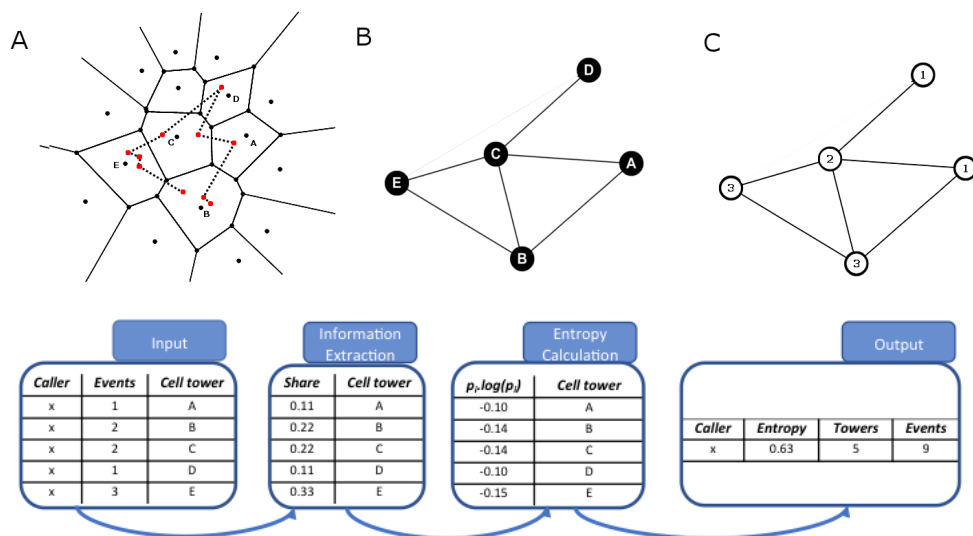 A
B
C
D
C
A
E
B
D
C
A
E
B
1
2
1
3
3
Input
Information
Extraction
Entropy
Calculation
Output
Caller Events Cell tower
x 1 A
x 2 B
x 2 C
x 1 D
x 3 E
Share Cell tower
0.11 A
0.22 B
0.22 C
0.11 D
0.33 E
pᵢ.log(pᵢ) Cell tower
-0.10 A
-0.14 B
-0.14 C
-0.10 D
-0.15 E
Caller Entropy Towers Events
x 0.63 5 9